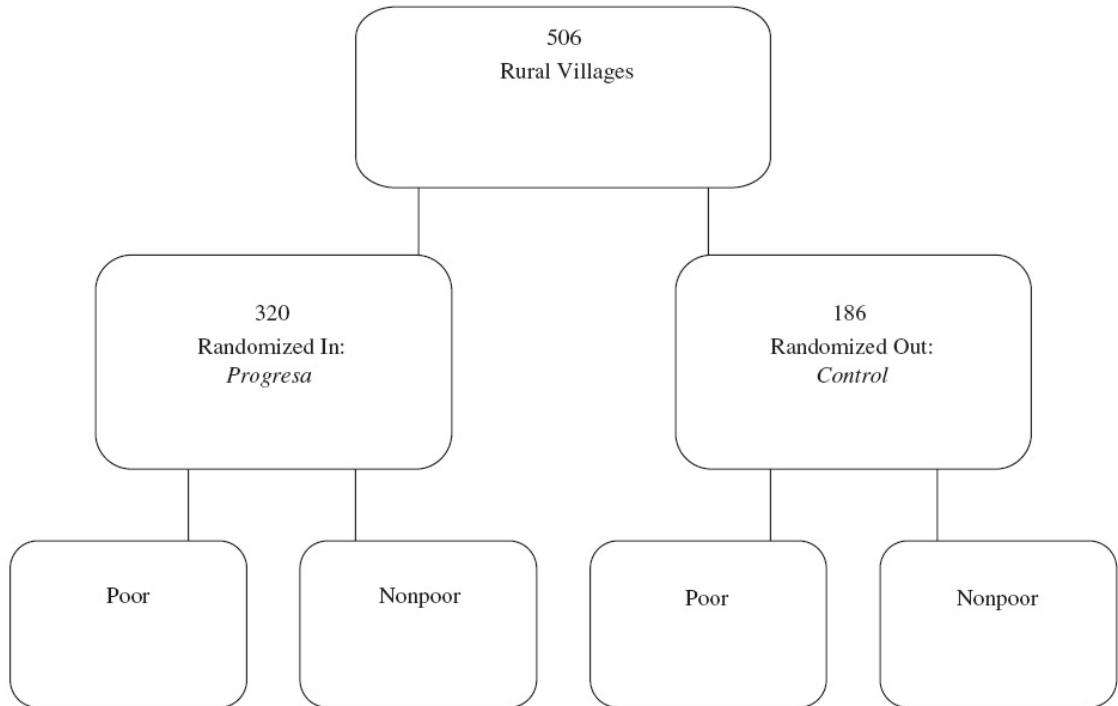 506
Rural Villages
320
Randomized In:
Progresa
186
Randomized Out:
Control
Poor
Nonpoor
Poor
Nonpoor